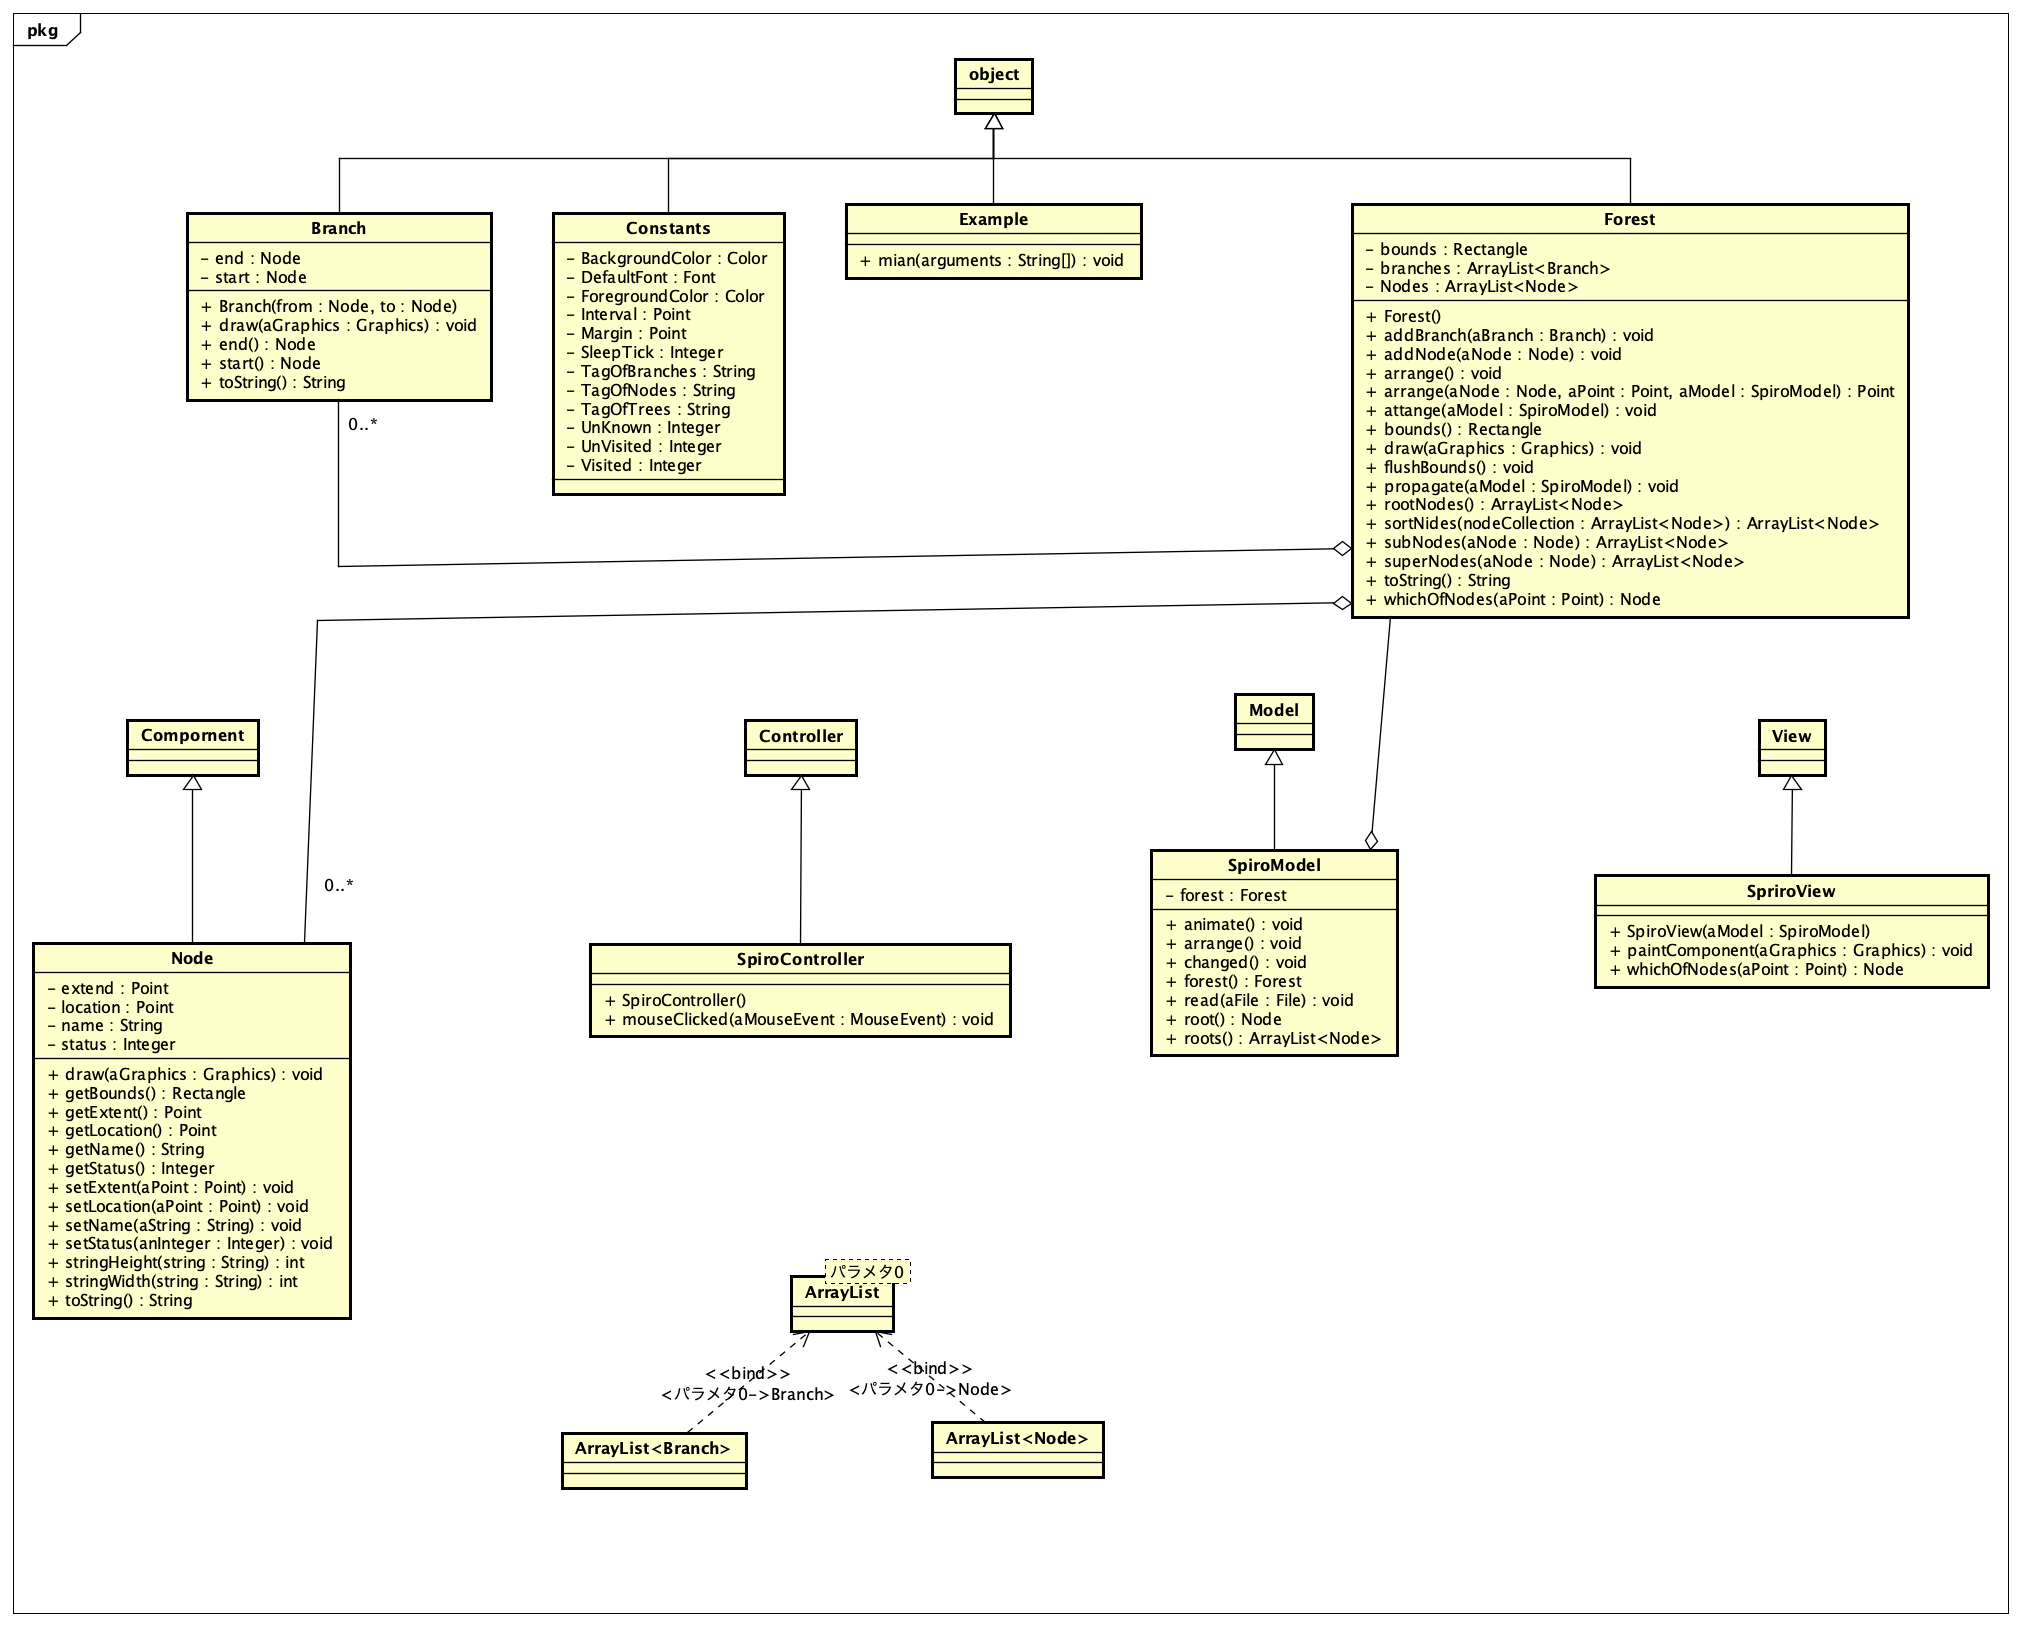 pkg
object
Branch
– end : Node
– start : Node
+ Branch(from : Node, to : Node)
+ draw(aGraphics : Graphics) : void
+ end() : Node
+ start() : Node
+ toString() : String
0..*
Constants
– BackgroundColor : Color
– DefaultFont : Font
– ForegroundColor : Color
– Interval : Point
– Margin : Point
– SleepTick : Integer
– TagOfBranches : String
– TagOfNodes : String
– TagOfTrees : String
– UnKnown : Integer
– UnVisited : Integer
– Visited : Integer
Example
+ mian(arguments : String[]) : void
Forest
– bounds : Rectangle
– branches : ArrayList<Branch>
– Nodes : ArrayList<Node>
+ Forest()
+ addBranch(aBranch : Branch) : void
+ addNode(aNode : Node) : void
+ arrange() : void
+ arrange(aNode : Node, aPoint : Point, aModel : SpiroModel) : Point
+ attange(aModel : SpiroModel) : void
+ bounds() : Rectangle
+ draw(aGraphics : Graphics) : void
+ flushBounds() : void
+ propagate(aModel : SpiroModel) : void
+ rootNodes() : ArrayList<Node>
+ sortNides(nodeCollection : ArrayList<Node>) : ArrayList<Node>
+ subNodes(aNode : Node) : ArrayList<Node>
+ superNodes(aNode : Node) : ArrayList<Node>
+ toString() : String
+ whichOfNodes(aPoint : Point) : Node
Compornent
Controller
Model
View
0..*
Node
– extend : Point
– location : Point
– name : String
– status : Integer
+ draw(aGraphics : Graphics) : void
+ getBounds() : Rectangle
+ getExtent() : Point
+ getLocation() : Point
+ getName() : String
+ getStatus() : Integer
+ setExtent(aPoint : Point) : void
+ setLocation(aPoint : Point) : void
+ setName(aString : String) : void
+ setStatus(anInteger : Integer) : void
+ stringHeight(string : String) : int
+ stringWidth(string : String) : int
+ toString() : String
SpiroController
+ SpiroController()
+ mouseClicked(aMouseEvent : MouseEvent) : void
SpiroModel
– forest : Forest
+ animate() : void
+ arrange() : void
+ changed() : void
+ forest() : Forest
+ read(aFile : File) : void
+ root() : Node
+ roots() : ArrayList<Node>
SpriroView
+ SpiroView(aModel : SpiroModel)
+ paintComponent(aGraphics : Graphics) : void
+ whichOfNodes(aPoint : Point) : Node
パラメタ0
ArrayList
<<bind>>
<パラメタ0–>Branch>
<<bind>>
<パラメタ0–>Node>
ArrayList<Branch>
ArrayList<Node>